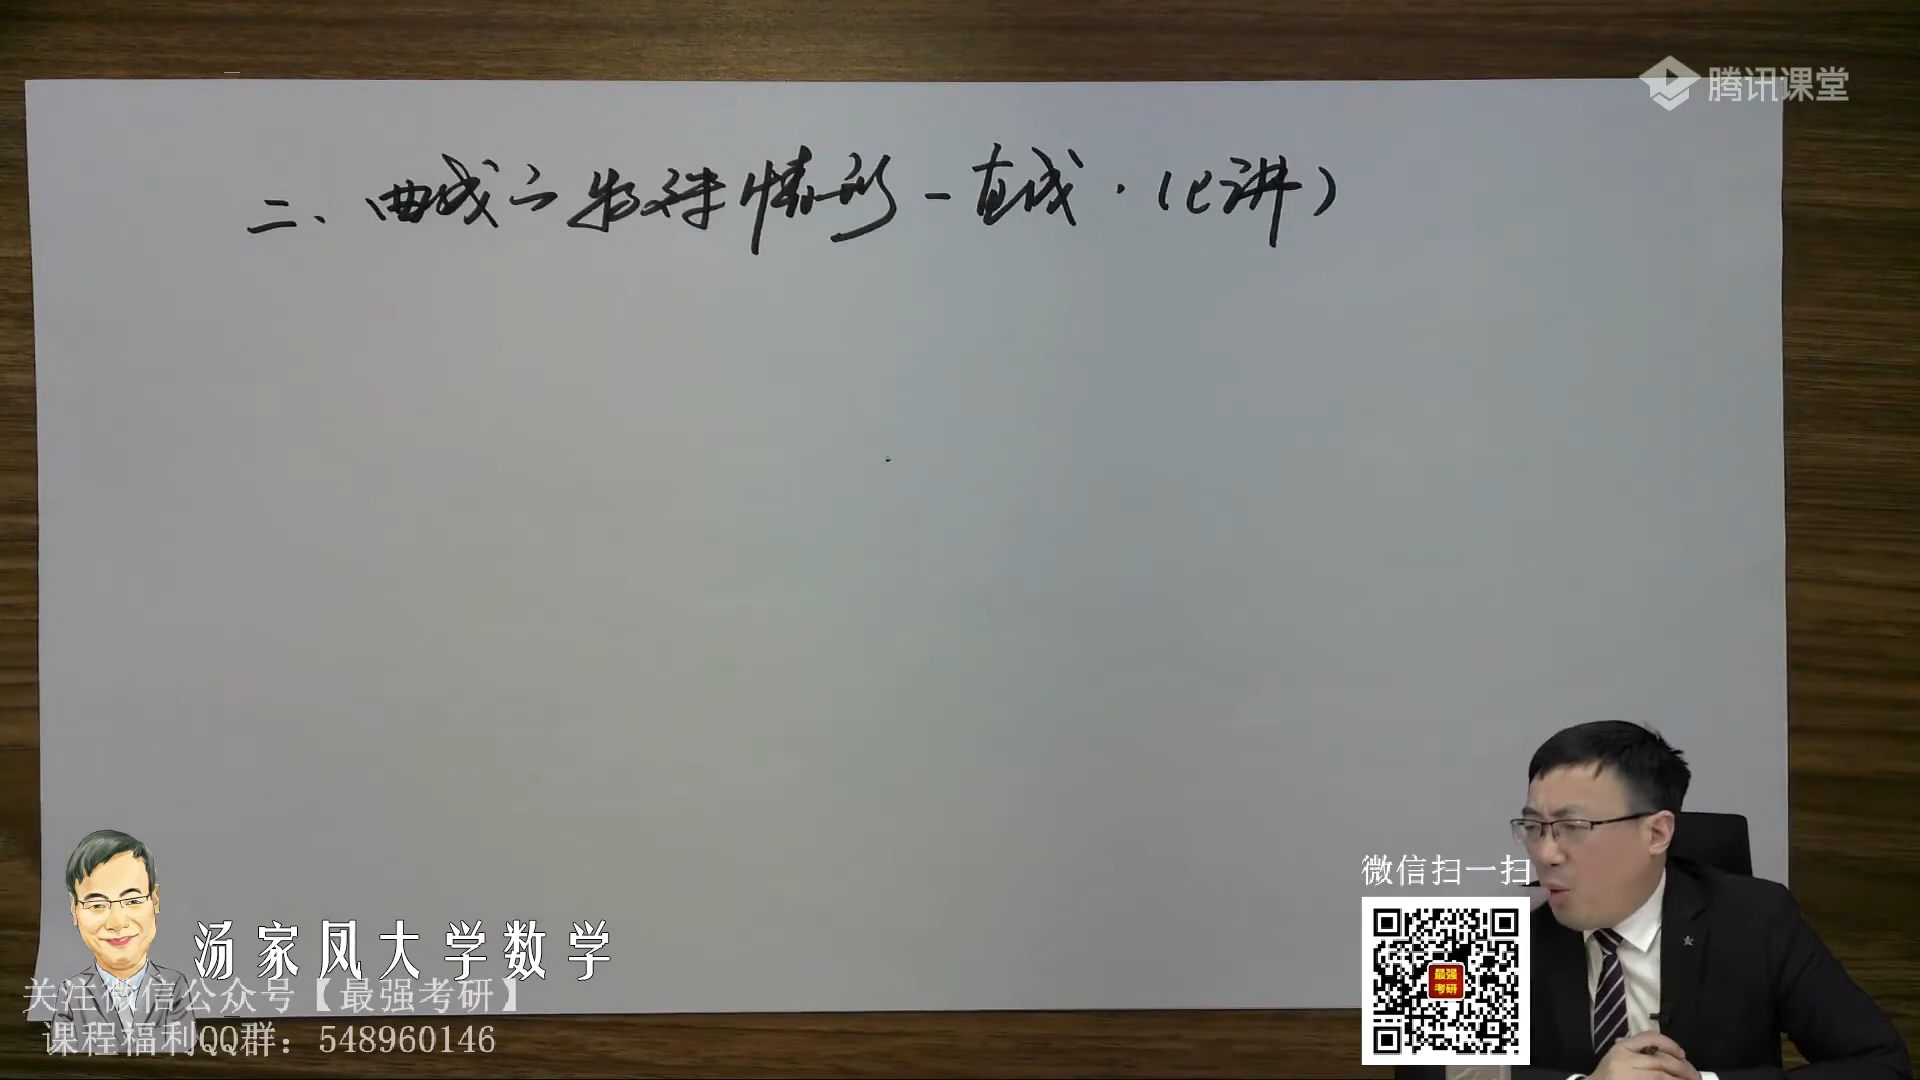 腾讯课堂
二、曲线之特殊情形-直线.(已讲)
微信扫一扫
最强
考研
汤家凤大学数学
关注微信公众号【最强考研】
课程福利QQ群：548960146